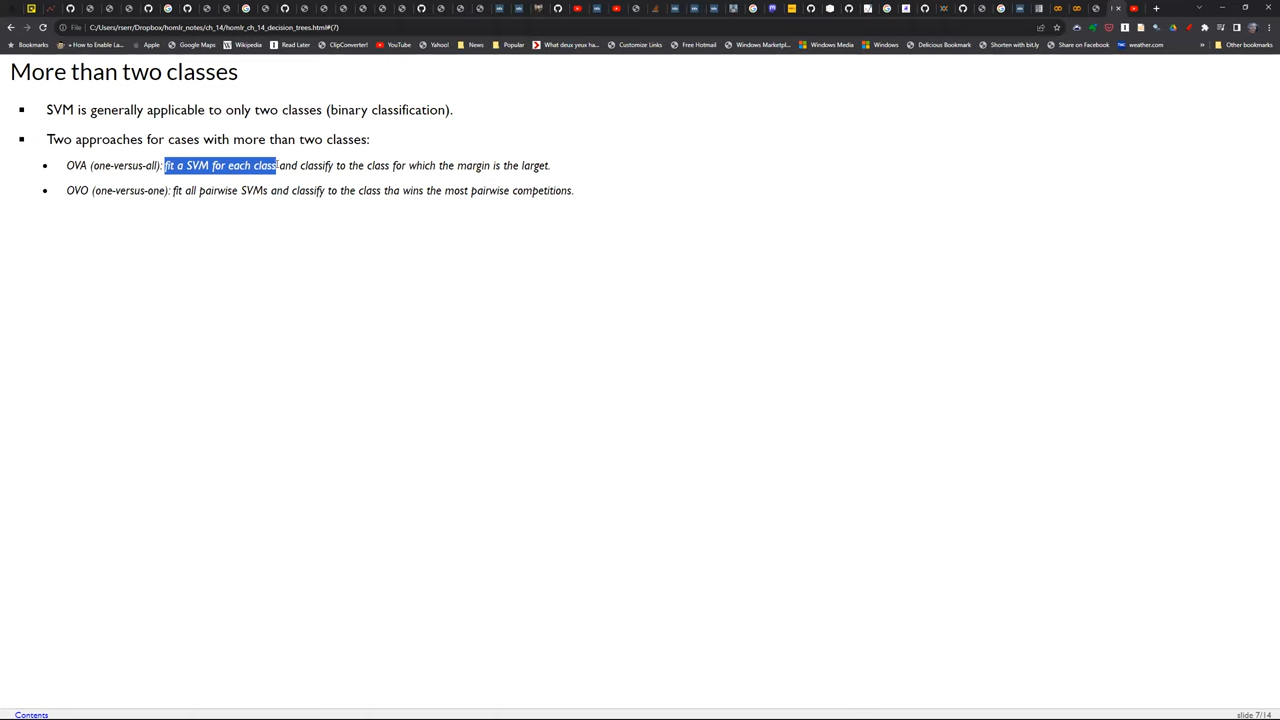 C:/Users/rserr/Dropbox/homlr_notes/ch_14/homlr_ch_14_decision_trees.html#(7)
File
Bookmarks
How to Enable La...
Apple
Google Maps
Wikipedia
Read Later
ClipConverter!
YouTube
Yahoo!
News
Popular
What deux yeux ha...
Customize Links
Free Hotmail
Windows Marketpl...
Windows Media
Windows
Delicious Bookmark
Shorten with bit.ly
Share on Facebook
weather.com
»
Other bookmarks
More than two classes
SVM is generally applicable to only two classes (binary classification).
Two approaches for cases with more than two classes:
OVA (one-versus-all): fit a SVM for each class and classify to the class for which the margin is the larget.
OVO (one-versus-one): fit all pairwise SVMs and classify to the class tha wins the most pairwise competitions.
Contents
slide 7/14